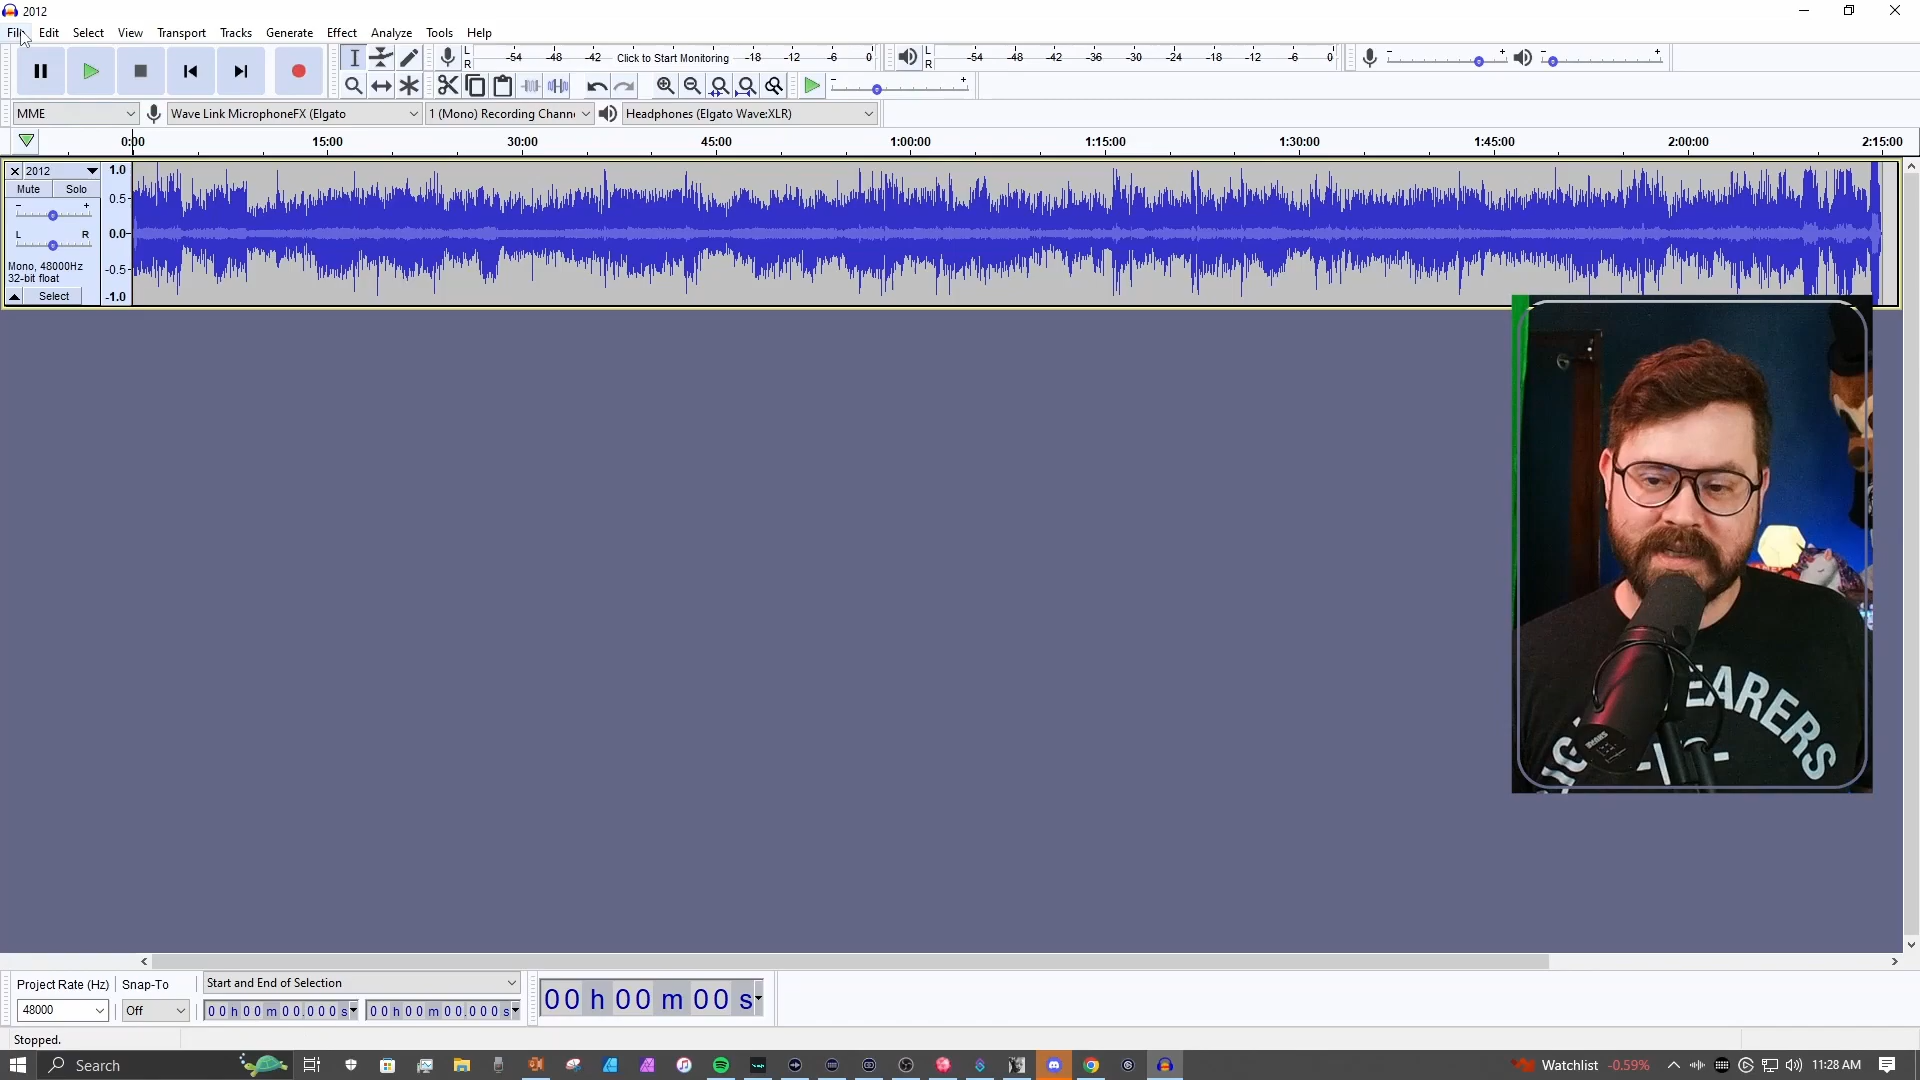 2012
File Edit Select View Transport Tracks Generate Effect Analyze Tools Help
L R -54 -48 -42 Click to Start Monitoring -18 -12 -6 0
L R -54 -48 -42 -36 -30 -24 -18 -12 -6 0
- + - +
- +
MME Wave Link MicrophoneFX (Elgato 1 (Mono) Recording Chann Headphones (Elgato Wave:XLR)
0:00 15:00 30:00 45:00 1:00:00 1:15:00 1:30:00 1:45:00 2:00:00 2:15:00
2012
Mute Solo
- +
L R
Mono, 48000Hz
32-bit float
Select
1.0
0.5
0.0
-0.5
-1.0
EARERS
Project Rate (Hz) Snap-To Start and End of Selection
48000 Off 00 h 00 m 00.000 s 00 h 00 m 00.000 s
00 h 00 m 00 s
Stopped.
Search Watchlist -0.59% 11:28 AM